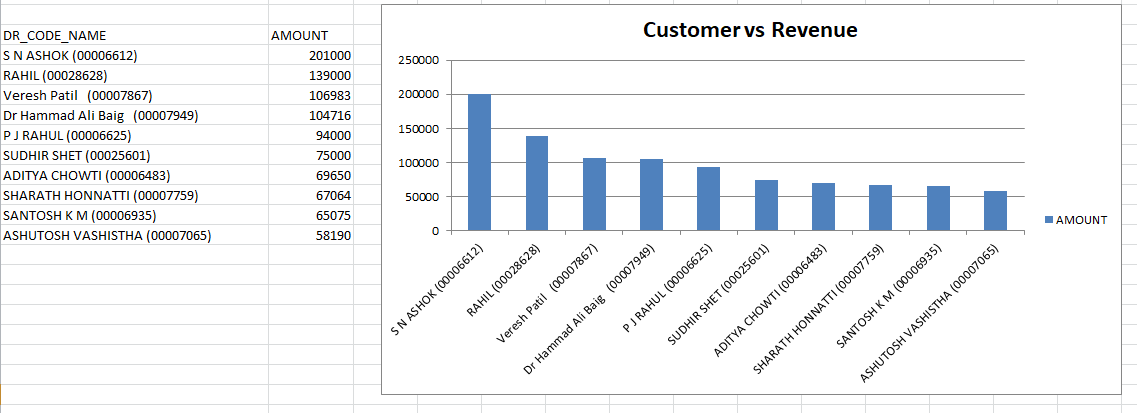 DR_CODE_NAME AMOUNT
S N ASHOK (00006612) 201000
RAHIL (00028628) 139000
Veresh Patil (00007867) 106983
Dr Hammad Ali Baig (00007949) 104716
P J RAHUL (00006625) 94000
SUDHIR SHET (00025601) 75000
ADITYA CHOWTI (00006483) 69650
SHARATH HONNATTI (00007759) 67064
SANTOSH K M (00006935) 65075
ASHUTOSH VASHISTHA (00007065) 58190
Customer vs Revenue
250000
200000
150000
100000
50000
0
S N ASHOK (00006612)
RAHIL (00028628)
Veresh Patil (00007867)
Dr Hammad Ali Baig (00007949)
P J RAHUL (00006625)
SUDHIR SHET (00025601)
ADITYA CHOWTI (00006483)
SHARATH HONNATTI (00007759)
SANTOSH K M (00006935)
ASHUTOSH VASHISTHA (00007065)
AMOUNT